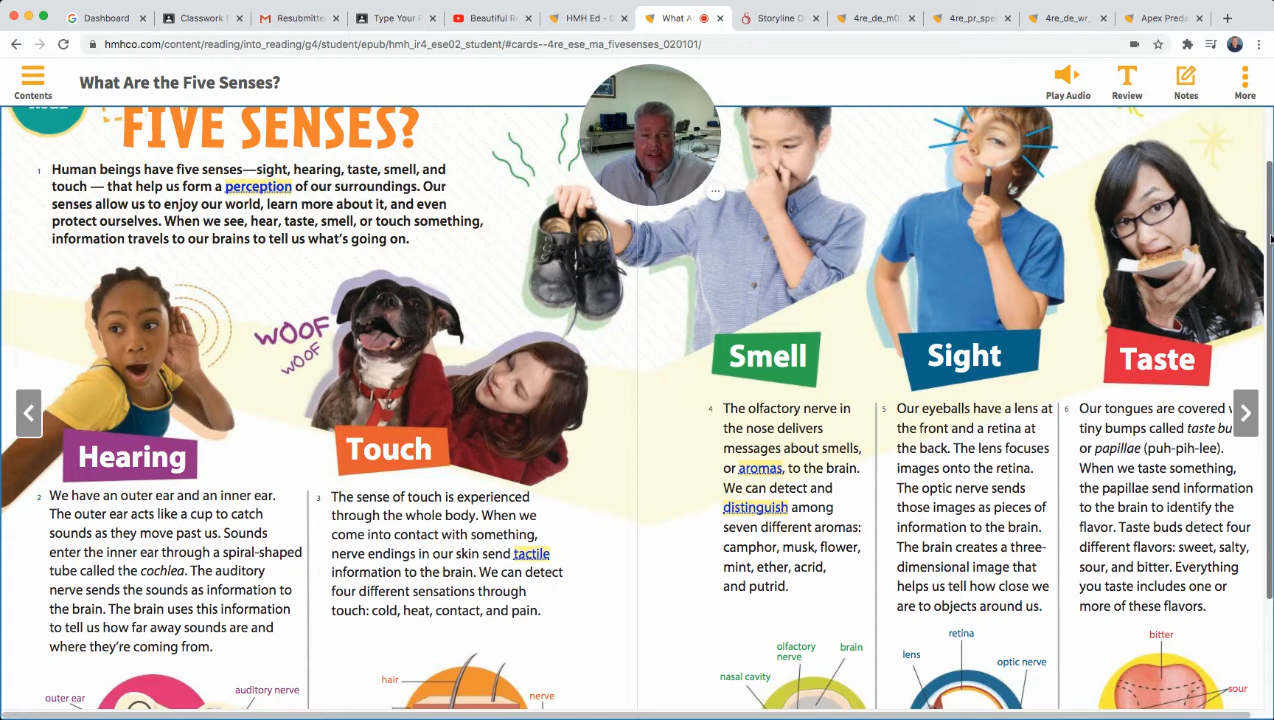 Dashboard
Classwork
Resubmitte
Type Your
Beautiful R
HMH Ed - D
What A
Storyline O
4re_de_m0
4re_pr_spe
4re_de_wr_
Apex Preda
hmhco.com/content/reading/into_reading/g4/student/epub/hmh_ir4_ese02_student/#cards--4re_ese_ma_fivesenses_020101/
Contents
What Are the Five Senses?
Play Audio
Review
Notes
More
FIVE SENSES?
1 Human beings have five senses—sight, hearing, taste, smell, and
touch — that help us form a perception of our surroundings. Our
senses allow us to enjoy our world, learn more about it, and even
protect ourselves. When we see, hear, taste, smell, or touch something,
information travels to our brains to tell us what's going on.
WOOF
WOOF
Hearing
2 We have an outer ear and an inner ear.
The outer ear acts like a cup to catch
sounds as they move past us. Sounds
enter the inner ear through a spiral-shaped
tube called the cochlea. The auditory
nerve sends the sounds as information to
the brain. The brain uses this information
to tell us how far away sounds are and
where they're coming from.
outer ear
auditory nerve
Touch
3 The sense of touch is experienced
through the whole body. When we
come into contact with something,
nerve endings in our skin send tactile
information to the brain. We can detect
four different sensations through
touch: cold, heat, contact, and pain.
hair
nerve
Smell
4 The olfactory nerve in
the nose delivers
messages about smells,
or aromas, to the brain.
We can detect and
distinguish among
seven different aromas:
camphor, musk, flower,
mint, ether, acrid,
and putrid.
olfactory
nerve
brain
nasal cavity
Sight
5 Our eyeballs have a lens at
the front and a retina at
the back. The lens focuses
images onto the retina.
The optic nerve sends
those images as pieces of
information to the brain.
The brain creates a three-
dimensional image that
helps us tell how close we
are to objects around us.
retina
lens
optic nerve
Taste
6 Our tongues are covered
tiny bumps called taste bu
or papillae (puh-pih-lee).
When we taste something,
the papillae send information
to the brain to identify the
flavor. Taste buds detect four
different flavors: sweet, salty,
sour, and bitter. Everything
you taste includes one or
more of these flavors.
bitter
sour